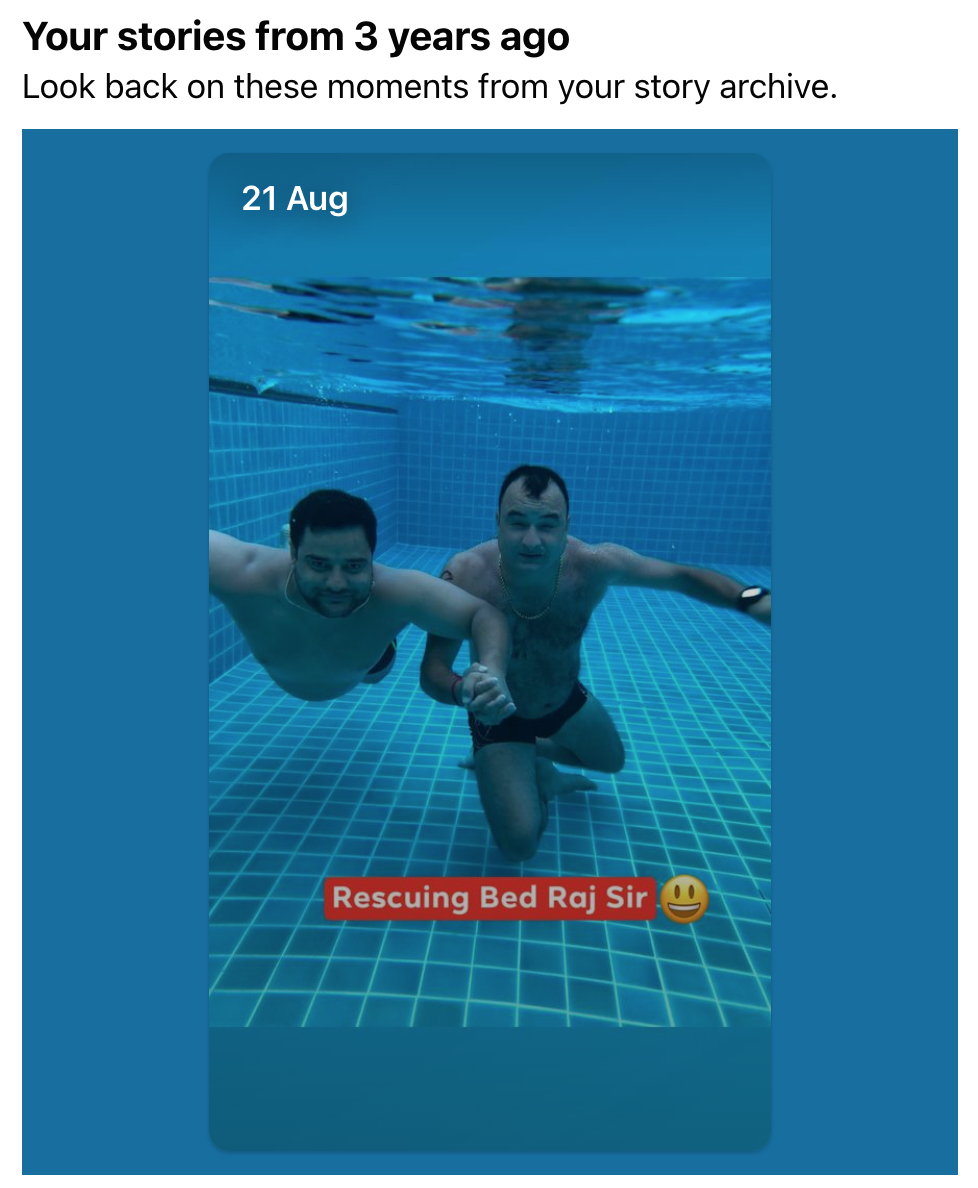 Your stories from 3 years ago
Look back on these moments from your story archive.
21 Aug
Rescuing Bed Raj Sir 😃